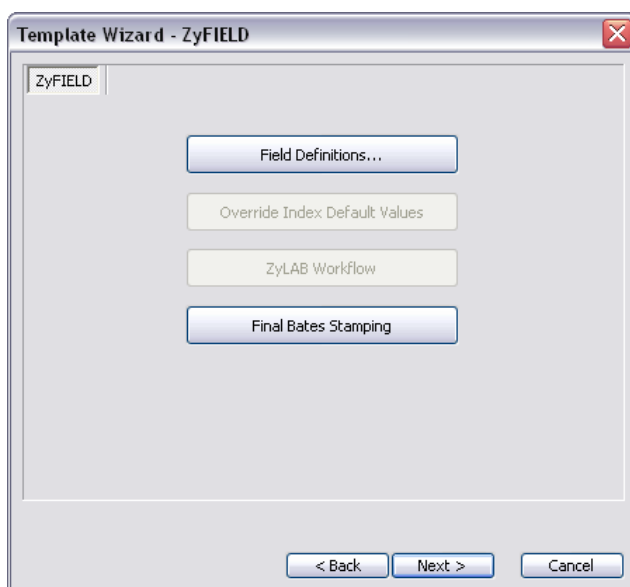 Template Wizard - ZyFIELD
ZyFIELD
Field Definitions...
Override Index Default Values
ZyLAB Workflow
Final Bates Stamping
< Back Next > Cancel